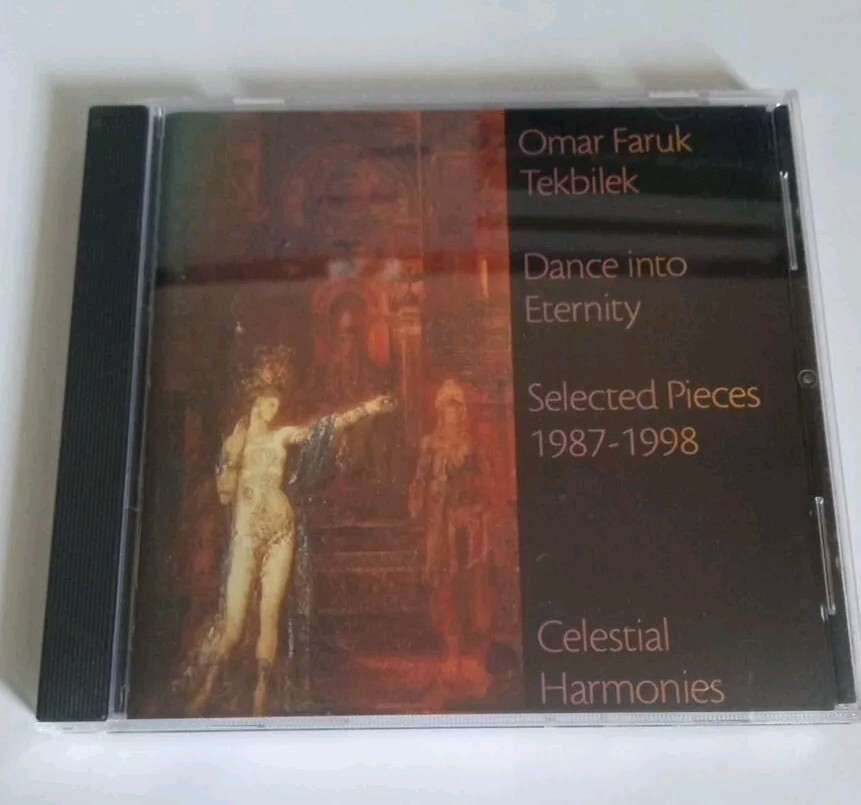 Omar Faruk
Tekbilek
Dance into
Eternity
Selected Pieces
1987-1998
Celestial
Harmonies